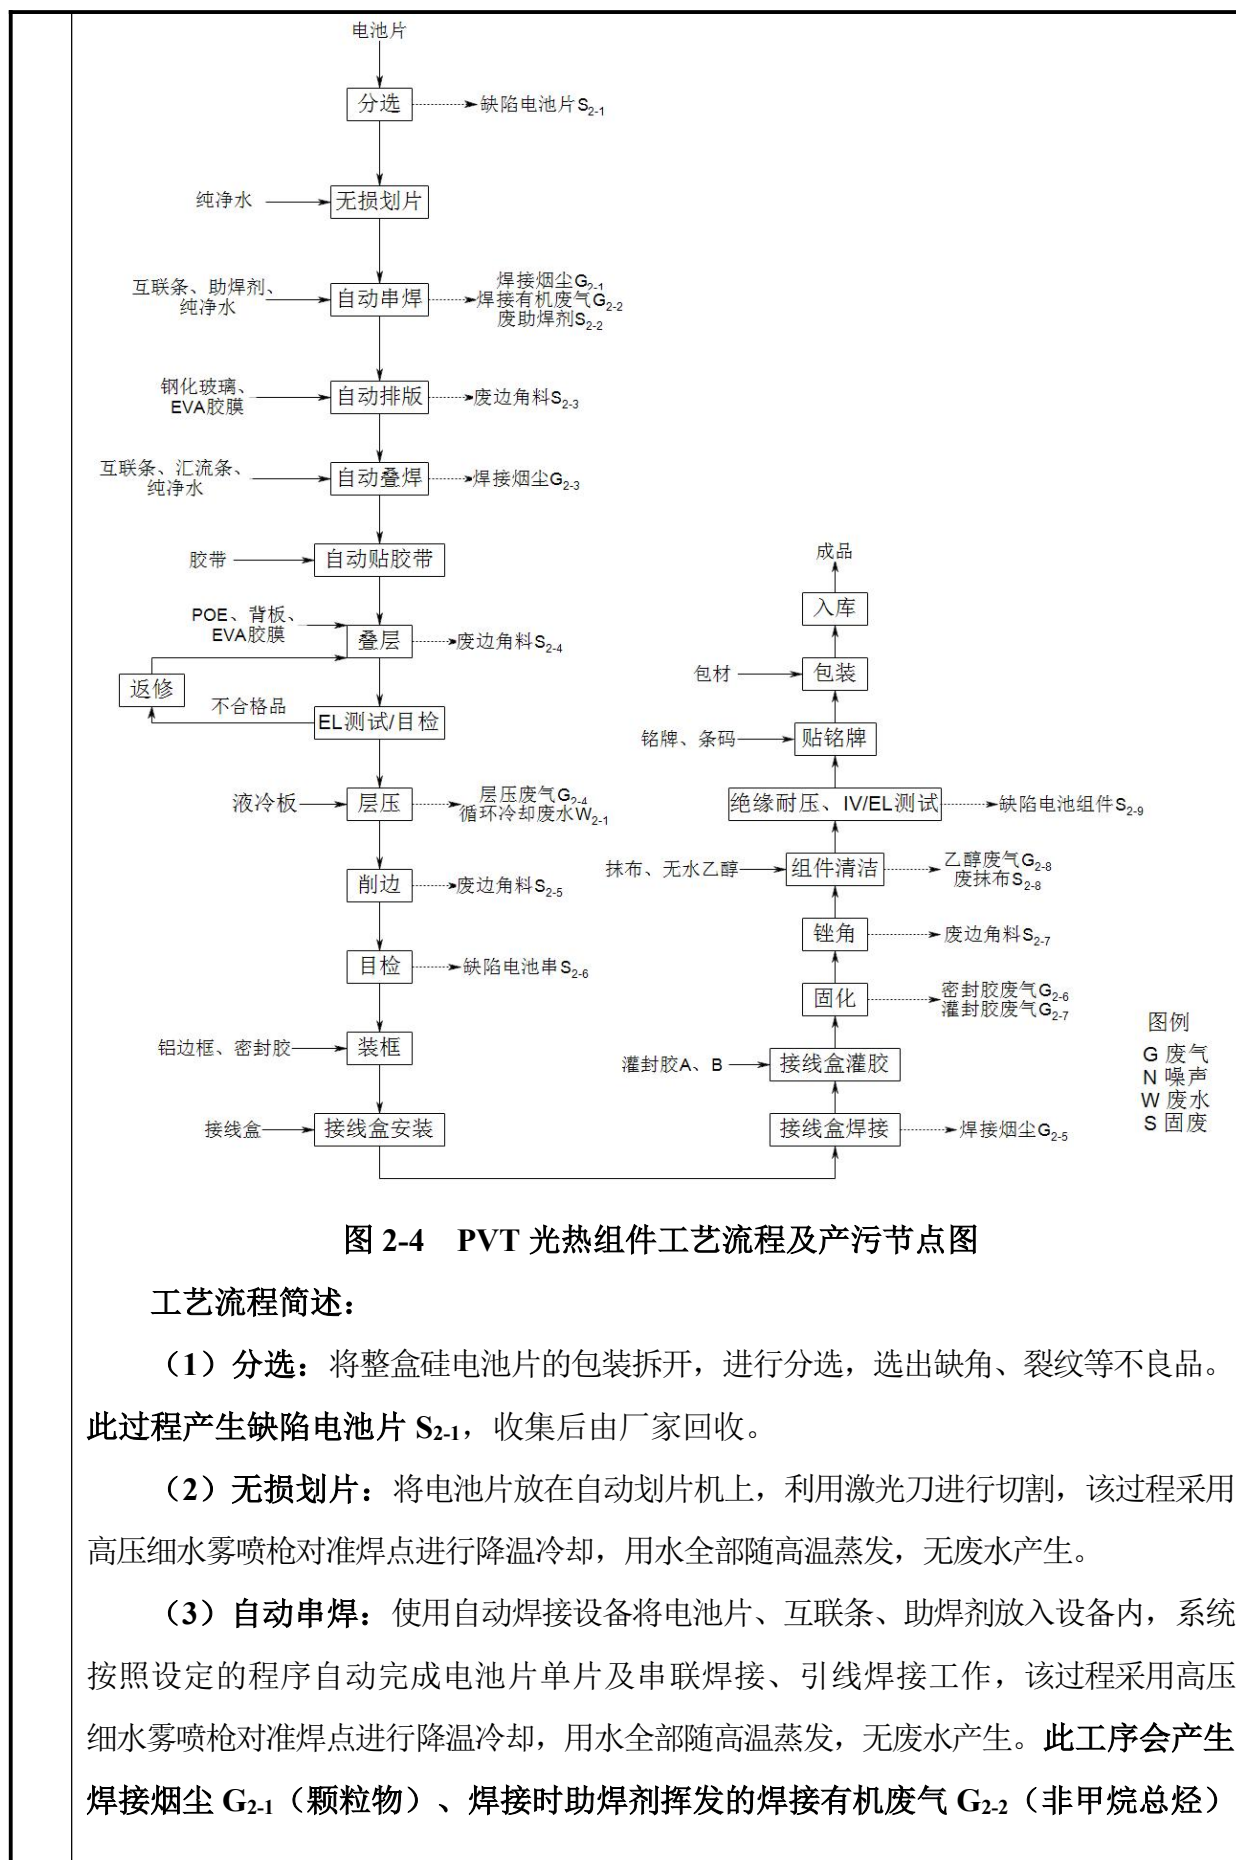 电池片
分选
缺陷电池片S2-1
纯净水
无损划片
互联条、助焊剂、
纯净水
自动串焊
焊接烟尘G2-1
焊接有机废气G2-2
废助焊剂S2-2
钢化玻璃、
EVA胶膜
自动排版
废边角料S2-3
互联条、汇流条、
纯净水
自动叠焊
焊接烟尘G2-3
胶带
自动贴胶带
POE、背板、
EVA胶膜
叠层
废边角料S2-4
返修
不合格品
EL测试/目检
液冷板
层压
层压废气G2-4
循环冷却废水W2-1
削边
废边角料S2-5
目检
缺陷电池串S2-6
铝边框、密封胶
装框
接线盒
接线盒安装
成品
入库
包材
包装
铭牌、条码
贴铭牌
绝缘耐压、IV/EL测试
缺陷电池组件S2-9
抹布、无水乙醇
组件清洁
乙醇废气G2-8
废抹布S2-8
锉角
废边角料S2-7
固化
密封胶废气G2-6
灌封胶废气G2-7
灌封胶A、B
接线盒灌胶
接线盒焊接
焊接烟尘G2-5
图例
G 废气
N 噪声
W 废水
S 固废
图 2-4 PVT 光热组件工艺流程及产污节点图
工艺流程简述：
（1）分选：将整盒硅电池片的包装拆开，进行分选，选出缺角、裂纹等不良品。
此过程产生缺陷电池片 S2-1，收集后由厂家回收。
（2）无损划片：将电池片放在自动划片机上，利用激光刀进行切割，该过程采用
高压细水雾喷枪对准焊点进行降温冷却，用水全部随高温蒸发，无废水产生。
（3）自动串焊：使用自动焊接设备将电池片、互联条、助焊剂放入设备内，系统
按照设定的程序自动完成电池片单片及串联焊接、引线焊接工作，该过程采用高压
细水雾喷枪对准焊点进行降温冷却，用水全部随高温蒸发，无废水产生。此工序会产生
焊接烟尘 G2-1（颗粒物）、焊接时助焊剂挥发的焊接有机废气 G2-2（非甲烷总烃）